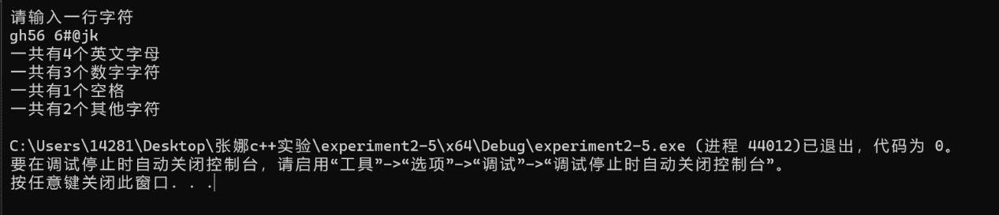 请输入一行字符
gh56 6#@jk
一共有4个英文字母
一共有3个数字字符
一共有1个空格
一共有2个其他字符
C:\Users\14281\Desktop\张娜c++实验\experiment2-5\x64\Debug\experiment2-5.exe (进程 44012)已退出，代码为 0。
要在调试停止时自动关闭控制台，请启用“工具”->“选项”->“调试”->“调试停止时自动关闭控制台”。
按任意键关闭此窗口. . .